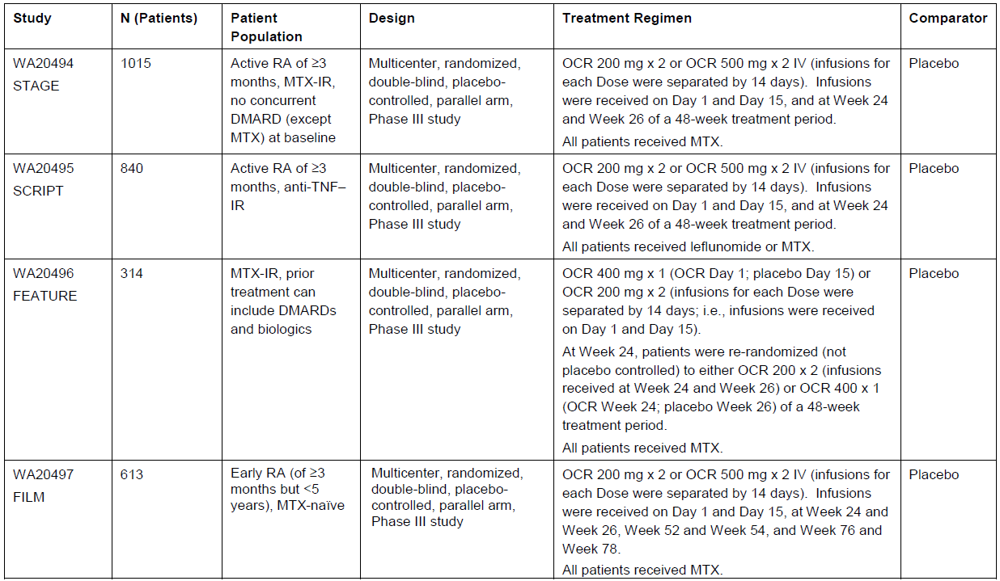 Study
N (Patients)
Patient
Population
Design
Treatment Regimen
Comparator
WA20494
STAGE
1015
Active RA of ≥3
months, MTX-IR,
no concurrent
DMARD (except
MTX) at baseline
Multicenter, randomized,
double-blind, placebo-
controlled, parallel arm,
Phase III study
OCR 200 mg x 2 or OCR 500 mg x 2 IV (infusions for
each Dose were separated by 14 days). Infusions
were received on Day 1 and Day 15, and at Week 24
and Week 26 of a 48-week treatment period.
All patients received MTX.
Placebo
WA20495
SCRIPT
840
Active RA of ≥3
months, anti-TNF–
IR
Multicenter, randomized,
double-blind, placebo-
controlled, parallel arm,
Phase III study
OCR 200 mg x 2 or OCR 500 mg x 2 IV (infusions for
each Dose were separated by 14 days). Infusions
were received on Day 1 and Day 15, and at Week 24
and Week 26 of a 48-week treatment period.
All patients received leflunomide or MTX.
Placebo
WA20496
FEATURE
314
MTX-IR, prior
treatment can
include DMARDs
and biologics
Multicenter, randomized,
double-blind, placebo-
controlled, parallel arm,
Phase III study
OCR 400 mg x 1 (OCR Day 1; placebo Day 15) or
OCR 200 mg x 2 (infusions for each Dose were
separated by 14 days; i.e., infusions were received
on Day 1 and Day 15).
At Week 24, patients were re-randomized (not
placebo controlled) to either OCR 200 x 2 (infusions
received at Week 24 and Week 26) or OCR 400 x 1
(OCR Week 24; placebo Week 26) of a 48-week
treatment period.
All patients received MTX.
Placebo
WA20497
FILM
613
Early RA (of ≥3
months but <5
years), MTX-naïve
Multicenter, randomized,
double-blind, placebo-
controlled, parallel arm,
Phase III study
OCR 200 mg x 2 or OCR 500 mg x 2 IV (infusions for
each Dose were separated by 14 days). Infusions
were received on Day 1 and Day 15, at Week 24 and
Week 26, Week 52 and Week 54, and Week 76 and
Week 78.
All patients received MTX.
Placebo